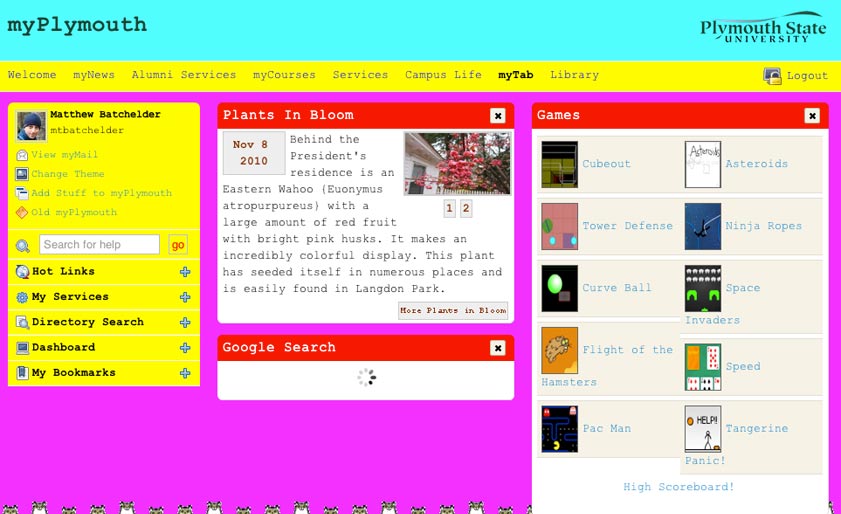 myPlymouth
Plymouth State
UNIVERSITY
Welcome myNews Alumni Services myCourses Services Campus Life myTab Library Logout
Matthew Batchelder
mtbatchelder
View myMail
Change Theme
Add Stuff to myPlymouth
Old myPlymouth
Search for help go
Hot Links
My Services
Directory Search
Dashboard
My Bookmarks
Plants In Bloom
Nov 8
2010
Behind the
President's
residence is an
Eastern Wahoo (Euonymus
atropurpureus) with a
large amount of red fruit
with bright pink husks. It makes an
incredibly colorful display. This plant
has seeded itself in numerous places and
is easily found in Langdon Park.
1 2
More Plants in Bloom
Google Search
Games
Cubeout
Asteroids
Asteroids
Tower Defense
Ninja Ropes
Curve Ball
Space
Invaders
Flight of the
Hamsters
Speed
Pac Man
HELP!
Tangerine
Panic!
High Scoreboard!